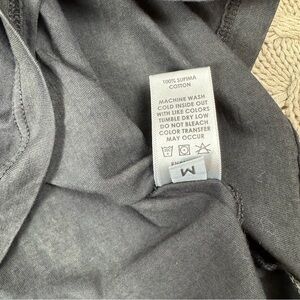 100% SUPIMA
COTTON
MACHINE WASH
COLD INSIDE OUT
WITH LIKE COLORS
TUMBLE DRY LOW
DO NOT BLEACH
COLOR TRANSFER
MAY OCCUR
M